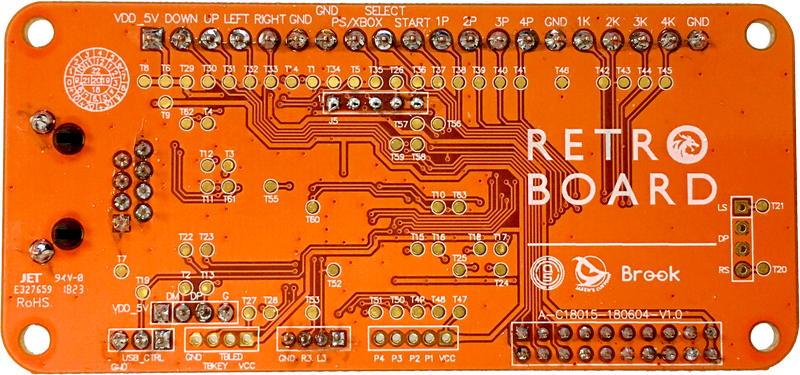 GND SELECT
VDD_5V DOWN UP LEFT RIGHT GND PS/XBOX START 1P 2P 3P 4P GND 1K 2K 3K 4K GND
T8 T6 T29 T30 T31 T32 T33 T14 T1 T34 T5 T35 T26 T36 T37 T38 T39 T40 T41 T46 T42 T43 T44 T45
T9
J5
T62 T4 T57 T56
T59 T58
RETRO
BOARD
T12 T3
T11 T61 T55
T60 T10 T63
LS T21
DP
RS T20
T22 T23 T15 T16 T18 T17
T7 T52 T25 T24
JET 94V-0
E327659 1823
RoHS
T19 T2 T13
Brook
VDD_5V DM DP G T27 T28 T53 T51 T50 T49 T48 T47
A-C18015-180604-V1.0
USB_CTRL
GND
GND TBLED
TBKEY VCC
GND R3 L3
P4 P3 P2 P1 VCC